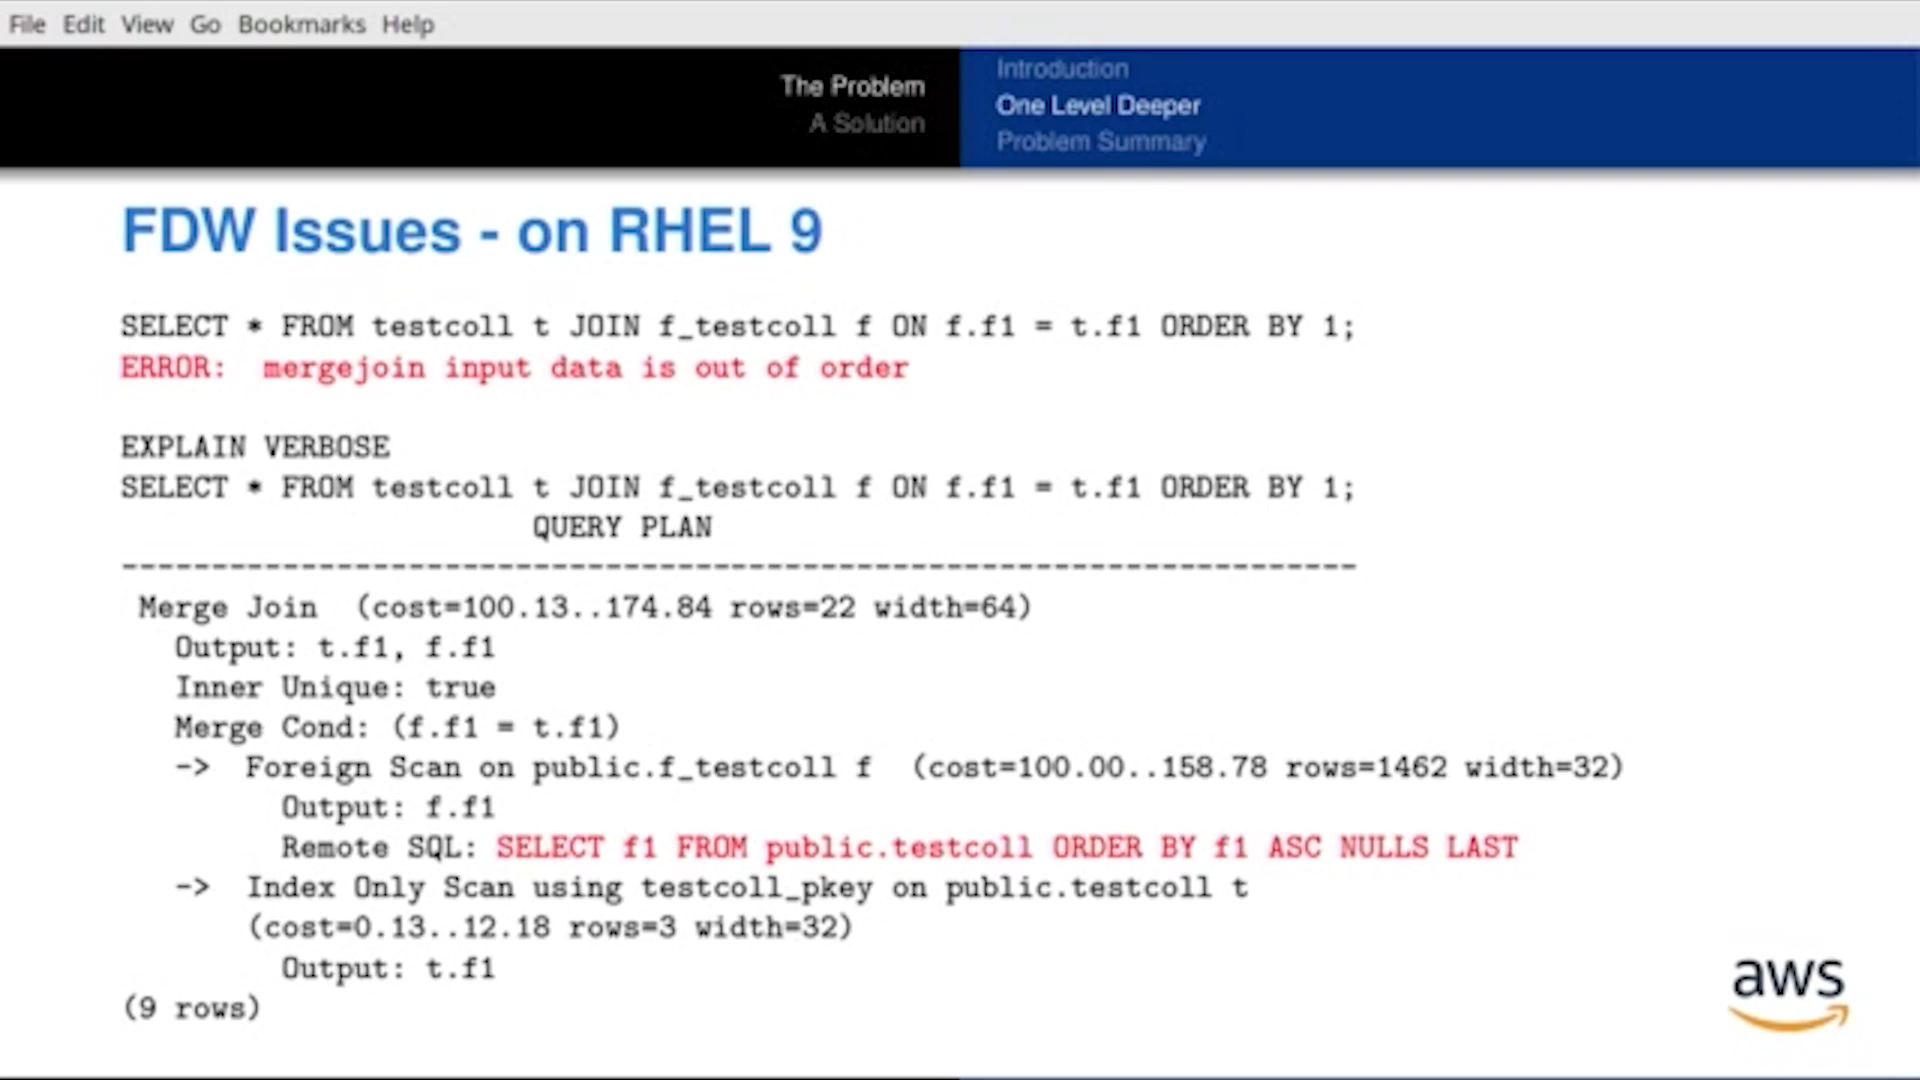 File Edit View Go Bookmarks Help
The Problem
A Solution
Introduction
One Level Deeper
Problem Summary
FDW Issues - on RHEL 9
SELECT * FROM testcoll t JOIN f_testcoll f ON f.f1 = t.f1 ORDER BY 1;
ERROR:  mergejoin input data is out of order
EXPLAIN VERBOSE
SELECT * FROM testcoll t JOIN f_testcoll f ON f.f1 = t.f1 ORDER BY 1;
QUERY PLAN
---------------------------------------------------------------------
Merge Join  (cost=100.13..174.84 rows=22 width=64)
Output: t.f1, f.f1
Inner Unique: true
Merge Cond: (f.f1 = t.f1)
->  Foreign Scan on public.f_testcoll f  (cost=100.00..158.78 rows=1462 width=32)
Output: f.f1
Remote SQL: SELECT f1 FROM public.testcoll ORDER BY f1 ASC NULLS LAST
->  Index Only Scan using testcoll_pkey on public.testcoll t
(cost=0.13..12.18 rows=3 width=32)
Output: t.f1
(9 rows)
aws